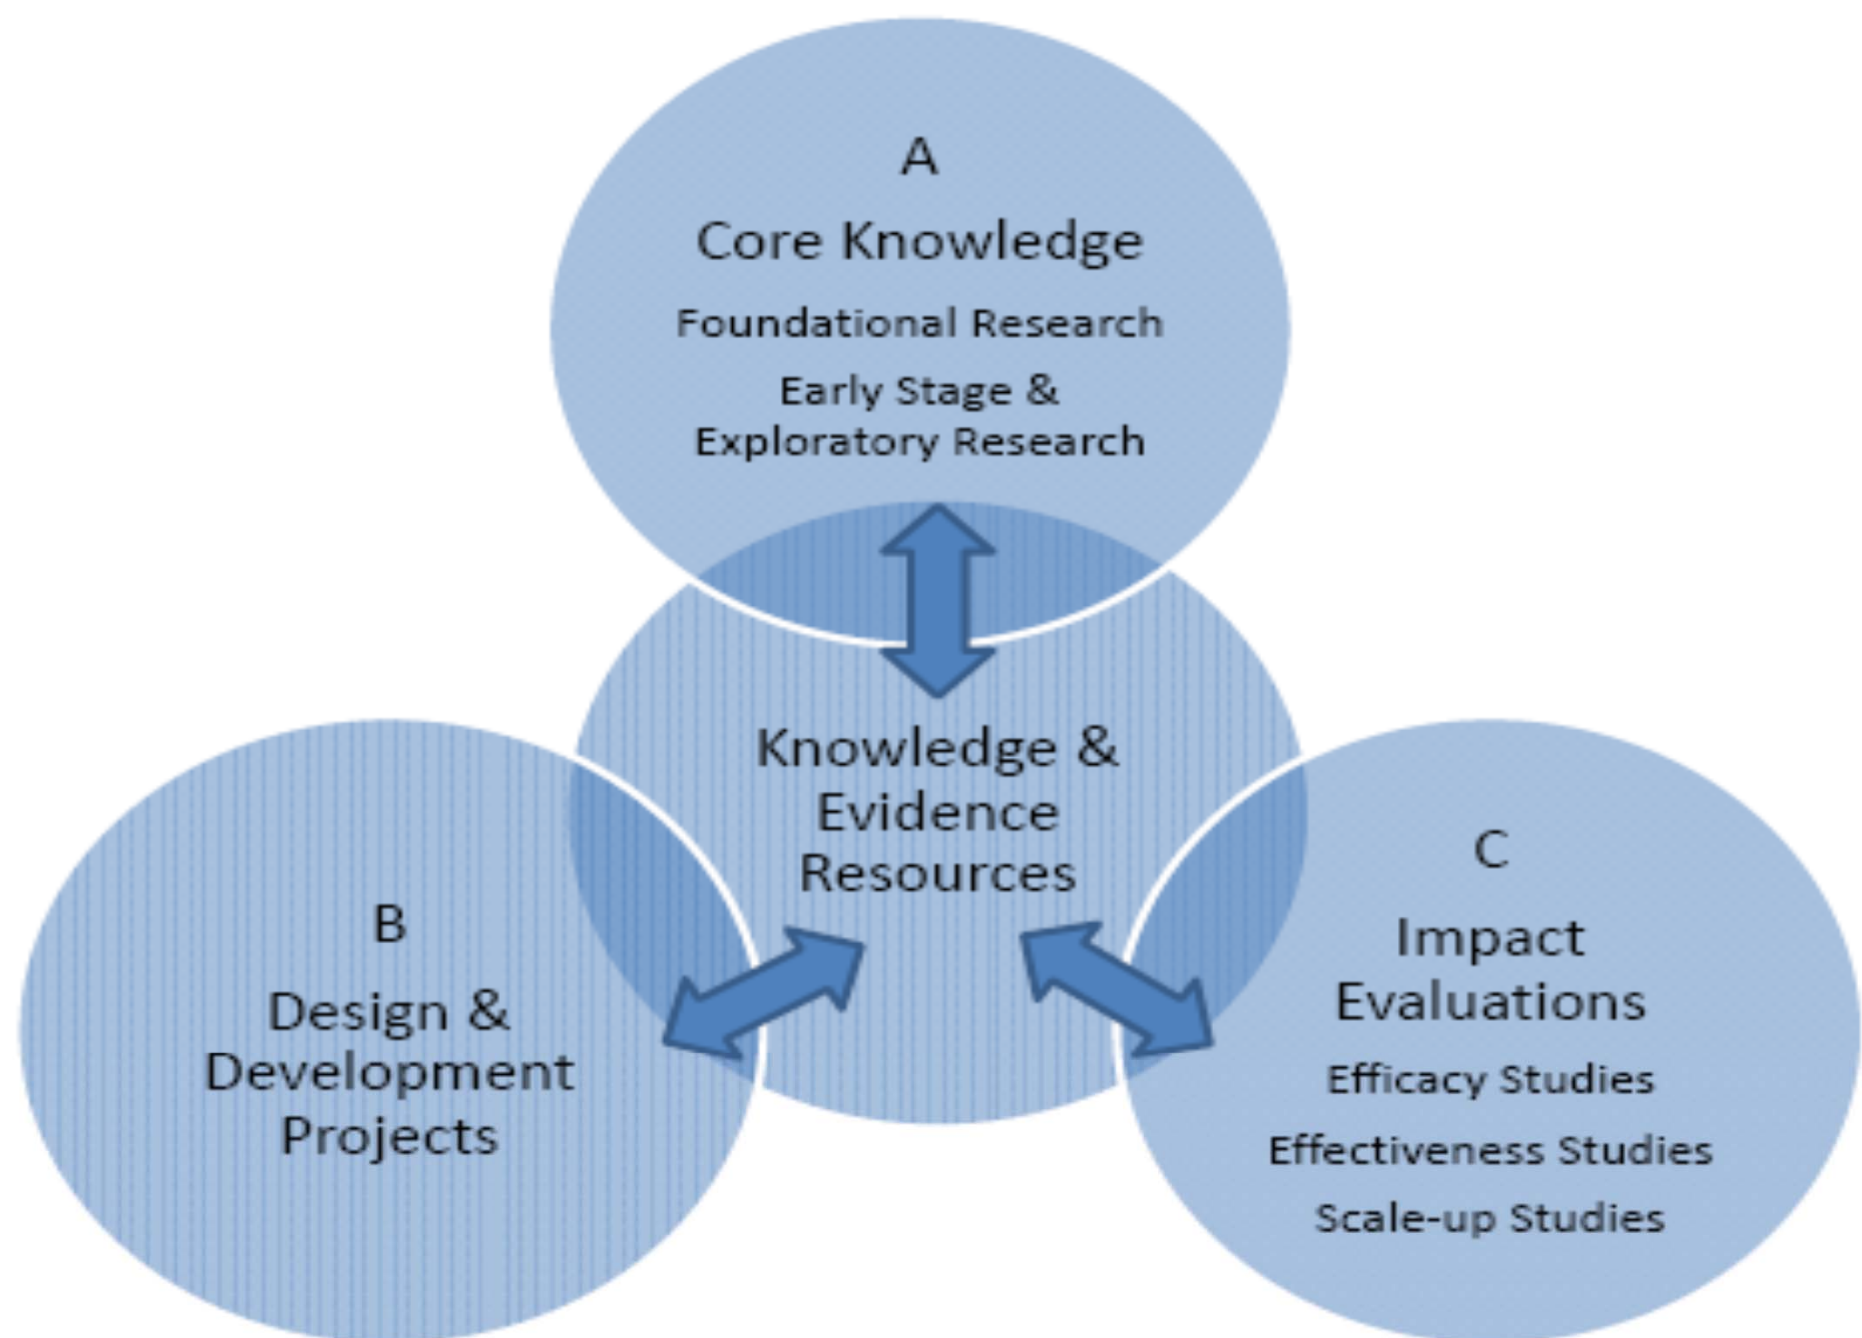 A
Core Knowledge
Foundational Research
Early Stage &
Exploratory Research
Knowledge &
Evidence
Resources
B
Design &
Development
Projects
C
Impact
Evaluations
Efficacy Studies
Effectiveness Studies
Scale-up Studies